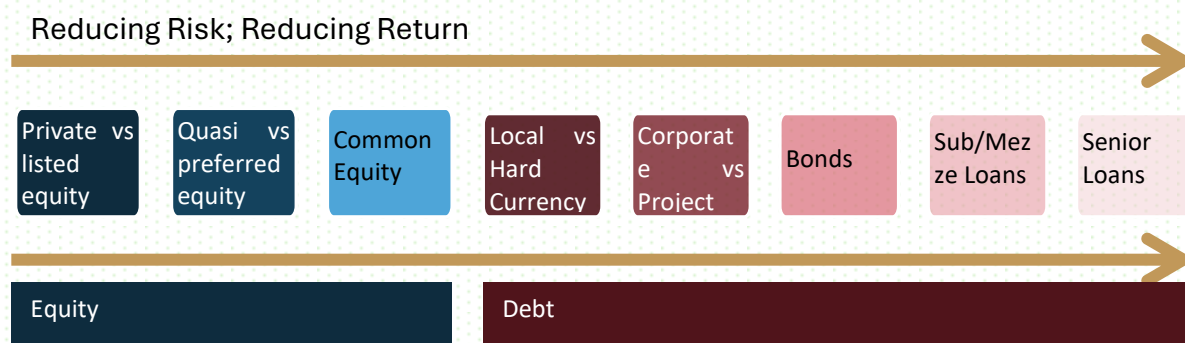 Reducing Risk; Reducing Return
Private vs
listed
equity
Quasi vs
preferred
equity
Common
Equity
Local vs
Hard
Currency
Corporat
e vs
Project
Bonds
Sub/Mez
ze Loans
Senior
Loans
Equity
Debt